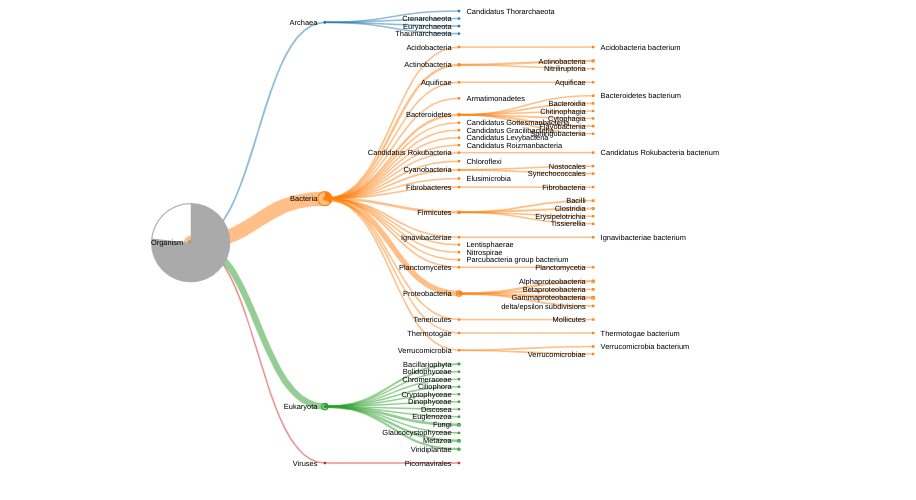 Organism
Archaea
Candidatus Thorarchaeota
Crenarchaeota
Euryarchaeota
Thaumarchaeota
Bacteria
Acidobacteria
Acidobacteria bacterium
Actinobacteria
Actinobacteria
Nitriliruptoria
Aquificae
Aquificae
Armatimonadetes
Bacteroidetes
Bacteroidetes bacterium
Bacteroidia
Chitinophagia
Cytophagia
Flavobacteria
Candidatus Gottesmanbacteria
Candidatus Gracilibacteria
Candidatus Levybacteria
Candidatus Roizmanbacteria
Candidatus Rokubacteria
Candidatus Rokubacteria bacterium
Chloroflexi
Cyanobacteria
Nostocales
Synechococcales
Elusimicrobia
Fibrobacteres
Fibrobacteria
Firmicutes
Bacilli
Clostridia
Erysipelotrichia
Tissierellia
Ignavibacteriae
Ignavibacteriae bacterium
Lentisphaerae
Nitrospirae
Parcubacteria group bacterium
Planctomycetes
Planctomycetia
Proteobacteria
Alphaproteobacteria
Betaproteobacteria
Gammaproteobacteria
delta/epsilon subdivisions
Tenericutes
Mollicutes
Thermotogae
Thermotogae bacterium
Verrucomicrobia
Verrucomicrobia bacterium
Verrucomicrobiae
Eukaryota
Bacillariophyta
Bolidophyceae
Chromeraceae
Ciliophora
Cryptophyceae
Dinophyceae
Discosea
Euglenozoa
Fungi
Glaucocystophyceae
Metazoa
Viridiplantae
Viruses
Picornavirales